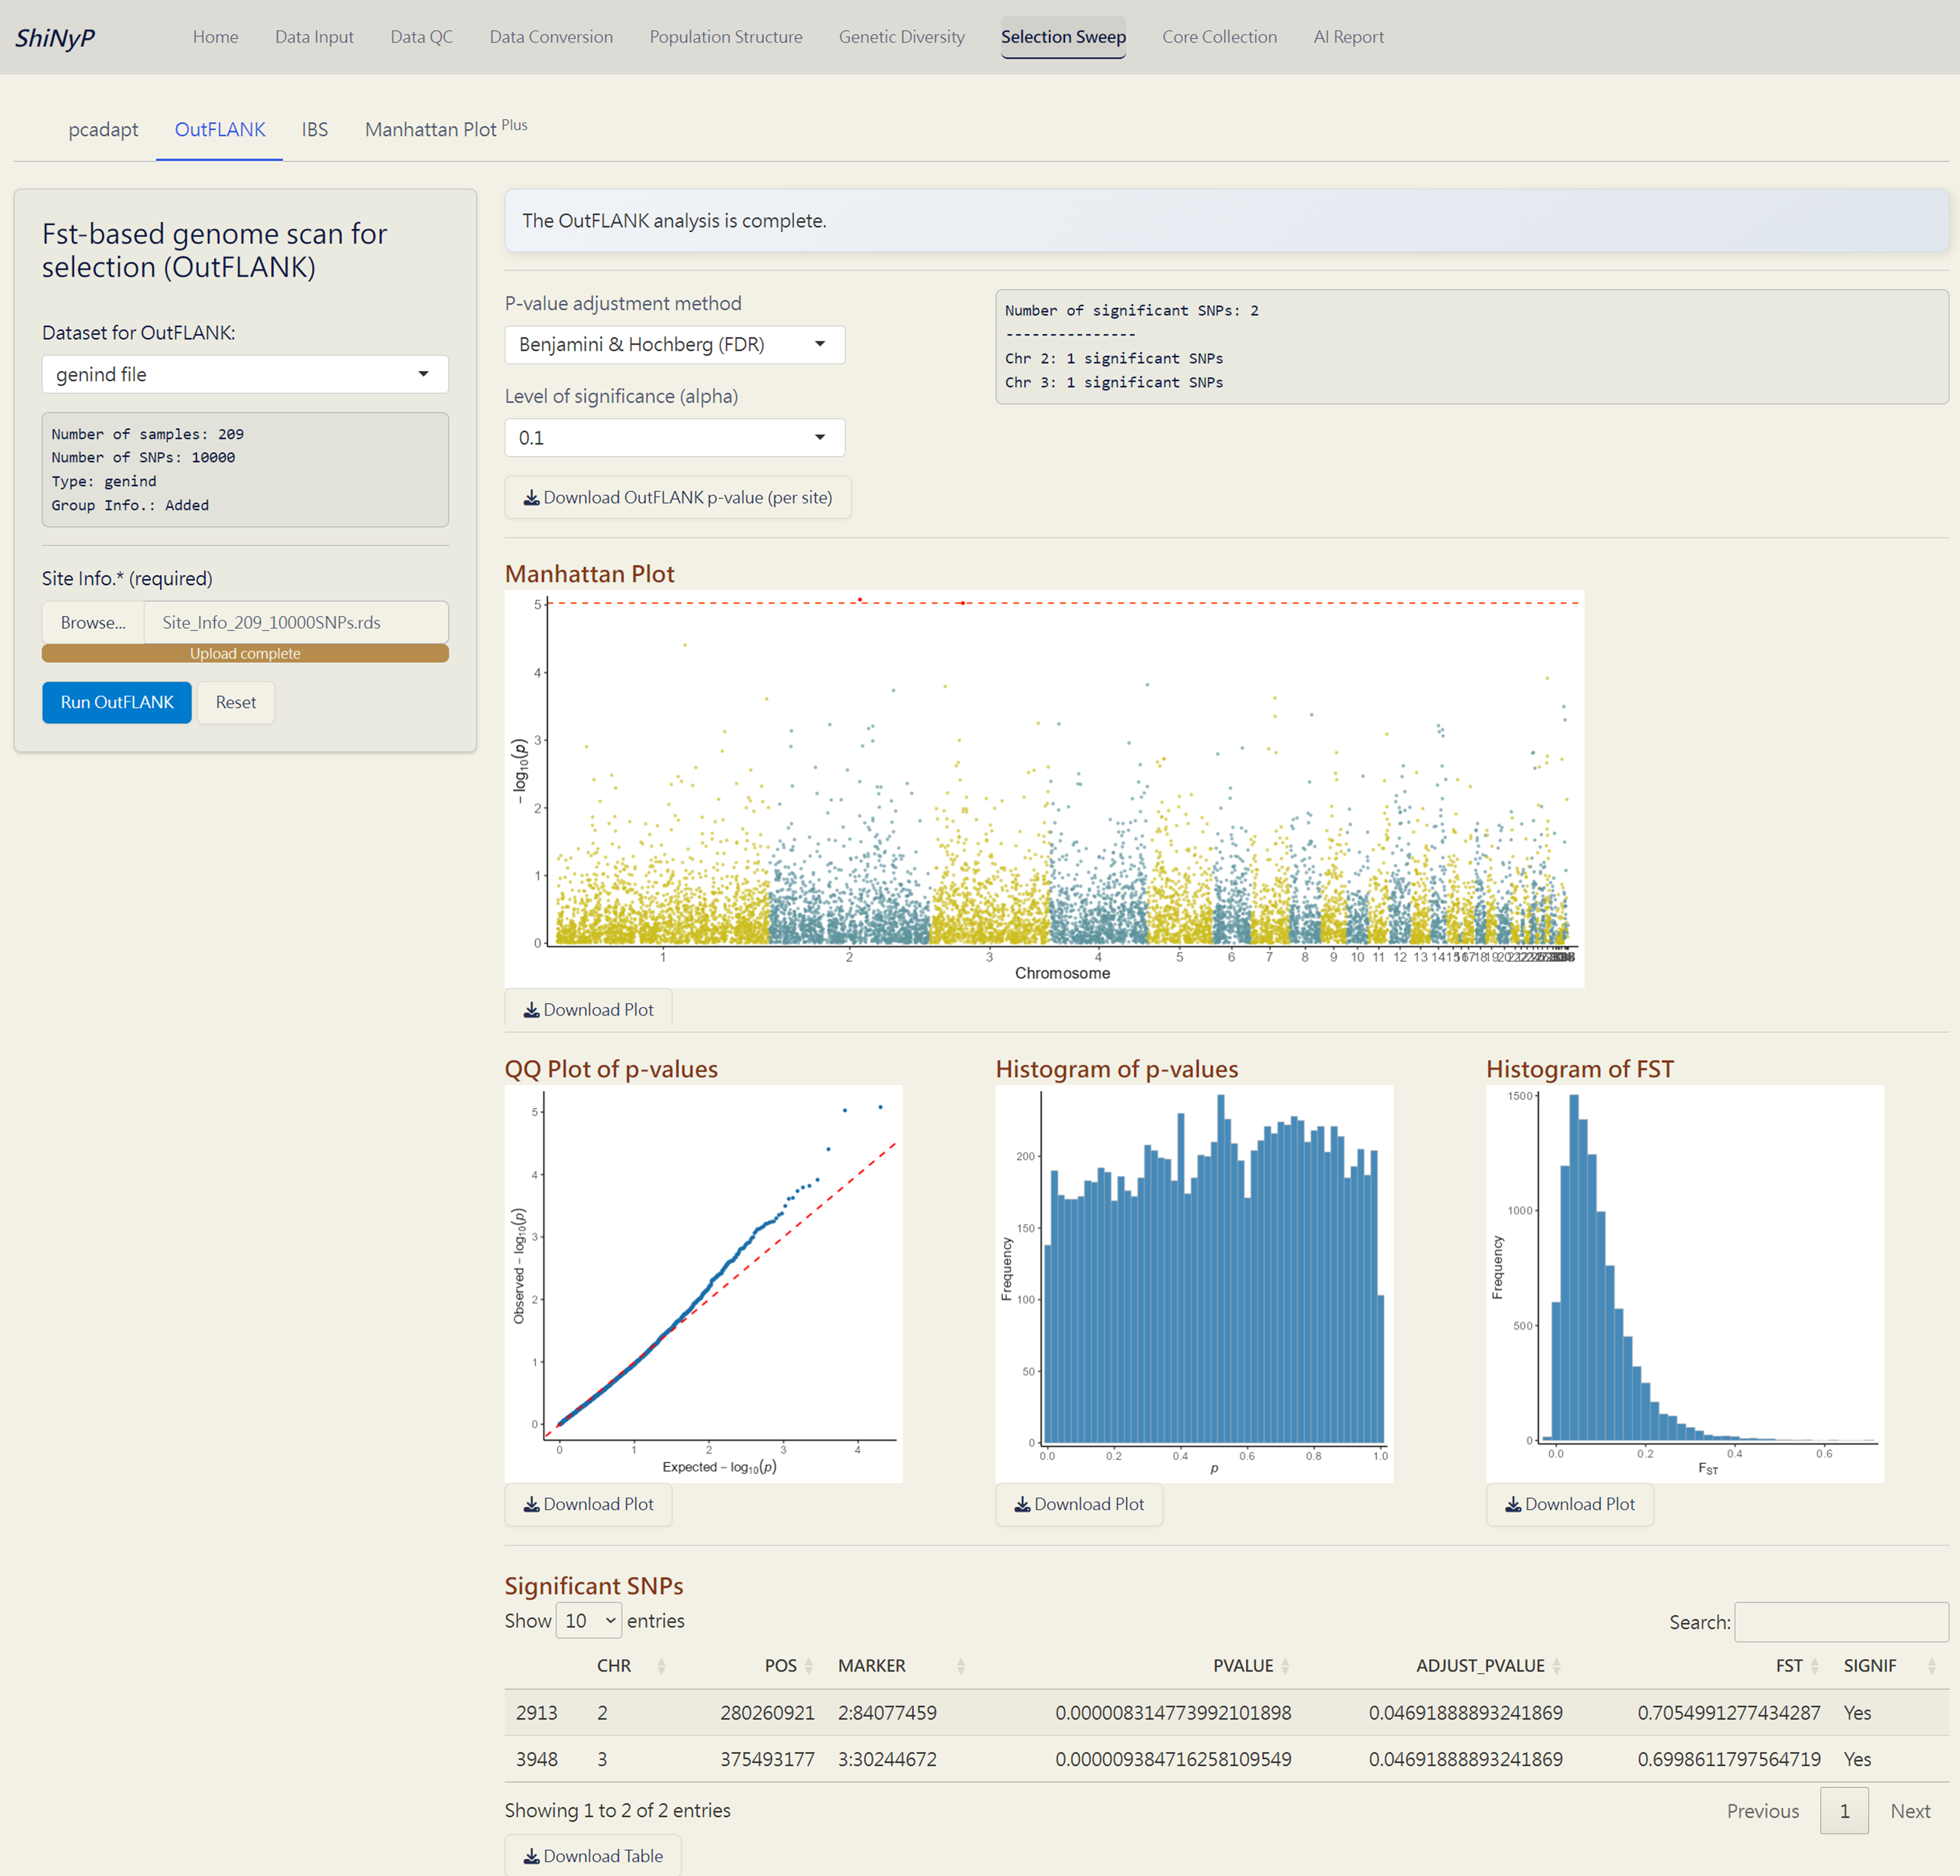 ShiNyP
Home
Data Input
Data QC
Data Conversion
Population Structure
Genetic Diversity
Selection Sweep
Core Collection
AI Report
pcadapt
OutFLANK
IBS
Manhattan Plot Plus
Fst-based genome scan for
selection (OutFLANK)
Dataset for OutFLANK:
genind file
Number of samples: 209
Number of SNPs: 10000
Type: genind
Group Info.: Added
Site Info.* (required)
Browse...
Site_Info_209_10000SNPs.rds
Upload complete
Run OutFLANK
Reset
The OutFLANK analysis is complete.
P-value adjustment method
Benjamini & Hochberg (FDR)
Level of significance (alpha)
0.1
Download OutFLANK p-value (per site)
Number of significant SNPs: 2
---------------
Chr 2: 1 significant SNPs
Chr 3: 1 significant SNPs
Manhattan Plot
5
4
3
2
1
0
− log10(p)
1 2 3 4 5 6 7 8 9 10 11 12 13 14 15 16 17 18 19 20
Chromosome
Download Plot
QQ Plot of p-values
5
4
3
2
1
0
Observed − log10(p)
0 1 2 3 4
Expected − log10(p)
Download Plot
Histogram of p-values
200
150
100
50
0
Frequency
0.0 0.2 0.4 0.6 0.8 1.0
p
Download Plot
Histogram of FST
1500
1000
500
0
Frequency
0.0 0.2 0.4 0.6
FST
Download Plot
Significant SNPs
Show 10 entries
Search:
CHR POS MARKER PVALUE ADJUST_PVALUE FST SIGNIF
2913 2 280260921 2:84077459 0.000008314773992101898 0.04691888893241869 0.7054991277434287 Yes
3948 3 375493177 3:30244672 0.000009384716258109549 0.04691888893241869 0.6998611797564719 Yes
Showing 1 to 2 of 2 entries
Previous 1 Next
Download Table